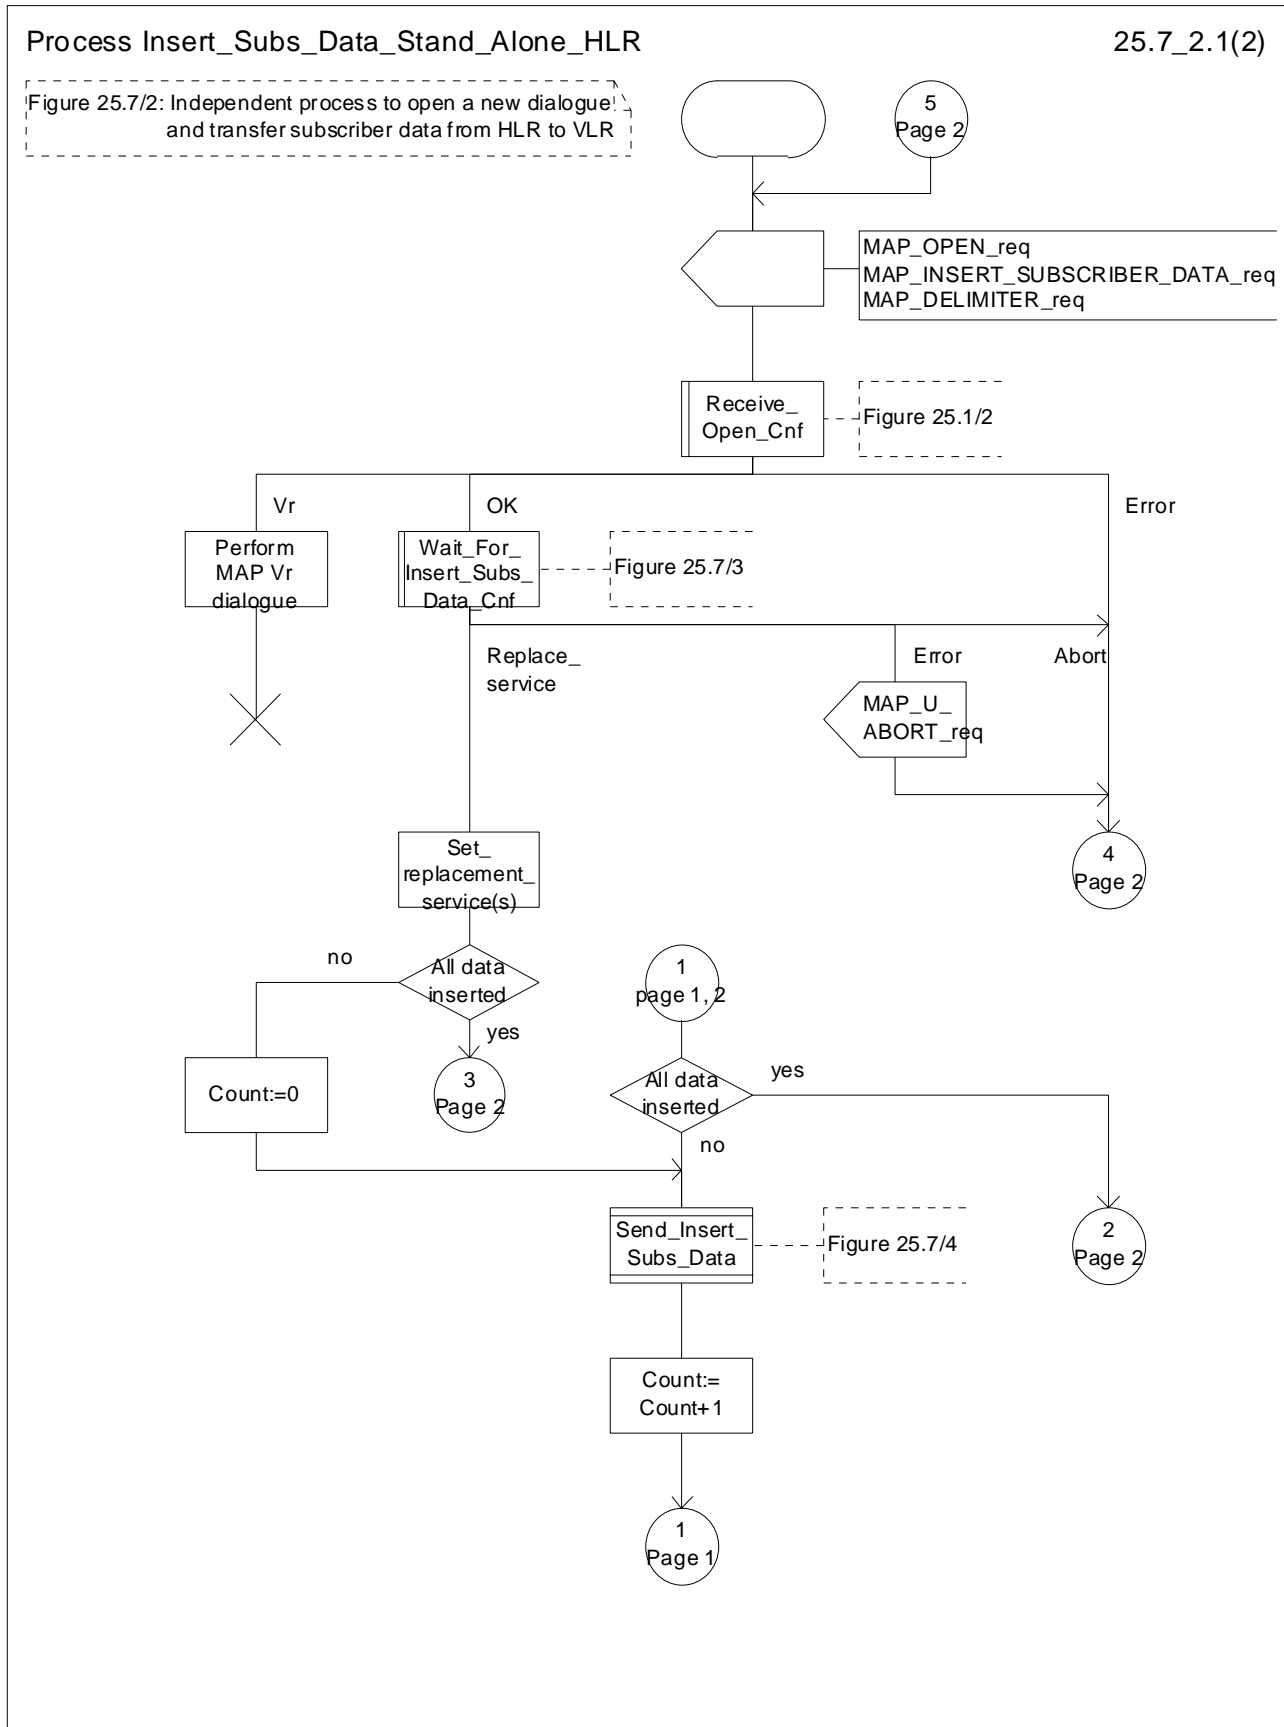 Process Insert_Subs_Data_Stand_Alone_HLR
25.7_2.1(2)
Figure 25.7/2: Independent process to open a new dialogue
and transfer subscriber data from HLR to VLR
5
Page 2
MAP_OPEN_req
MAP_INSERT_SUBSCRIBER_DATA_req
MAP_DELIMITER_req
Receive_
Open_Cnf
Figure 25.1/2
Vr
OK
Error
Perform
MAP Vr
dialogue
Wait_For_
Insert_Subs_
Data_Cnf
Figure 25.7/3
Replace_
service
Error
Abort
MAP_U_
ABORT_req
Set_
replacement_
service(s)
4
Page 2
no
All data
inserted
yes
1
page 1, 2
Count:=0
3
Page 2
All data
inserted
yes
no
Send_Insert_
Subs_Data
Figure 25.7/4
2
Page 2
Count:=
Count+1
1
Page 1